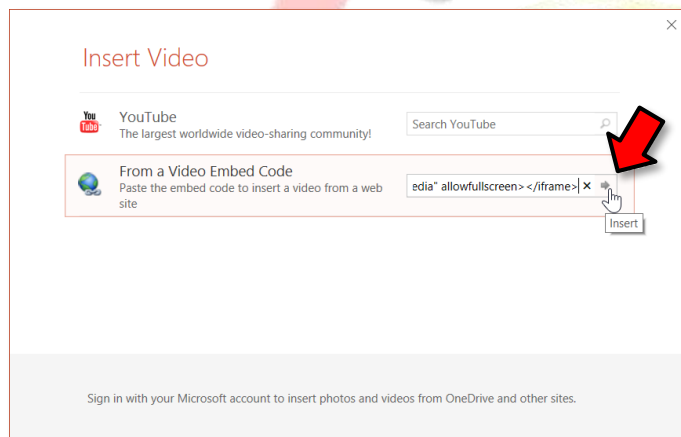 Insert Video
You
Tube
YouTube
The largest worldwide video-sharing community!
Search YouTube
From a Video Embed Code
Paste the embed code to insert a video from a web
site
edia" allowfullscreen></iframe>
Insert
Sign in with your Microsoft account to insert photos and videos from OneDrive and other sites.